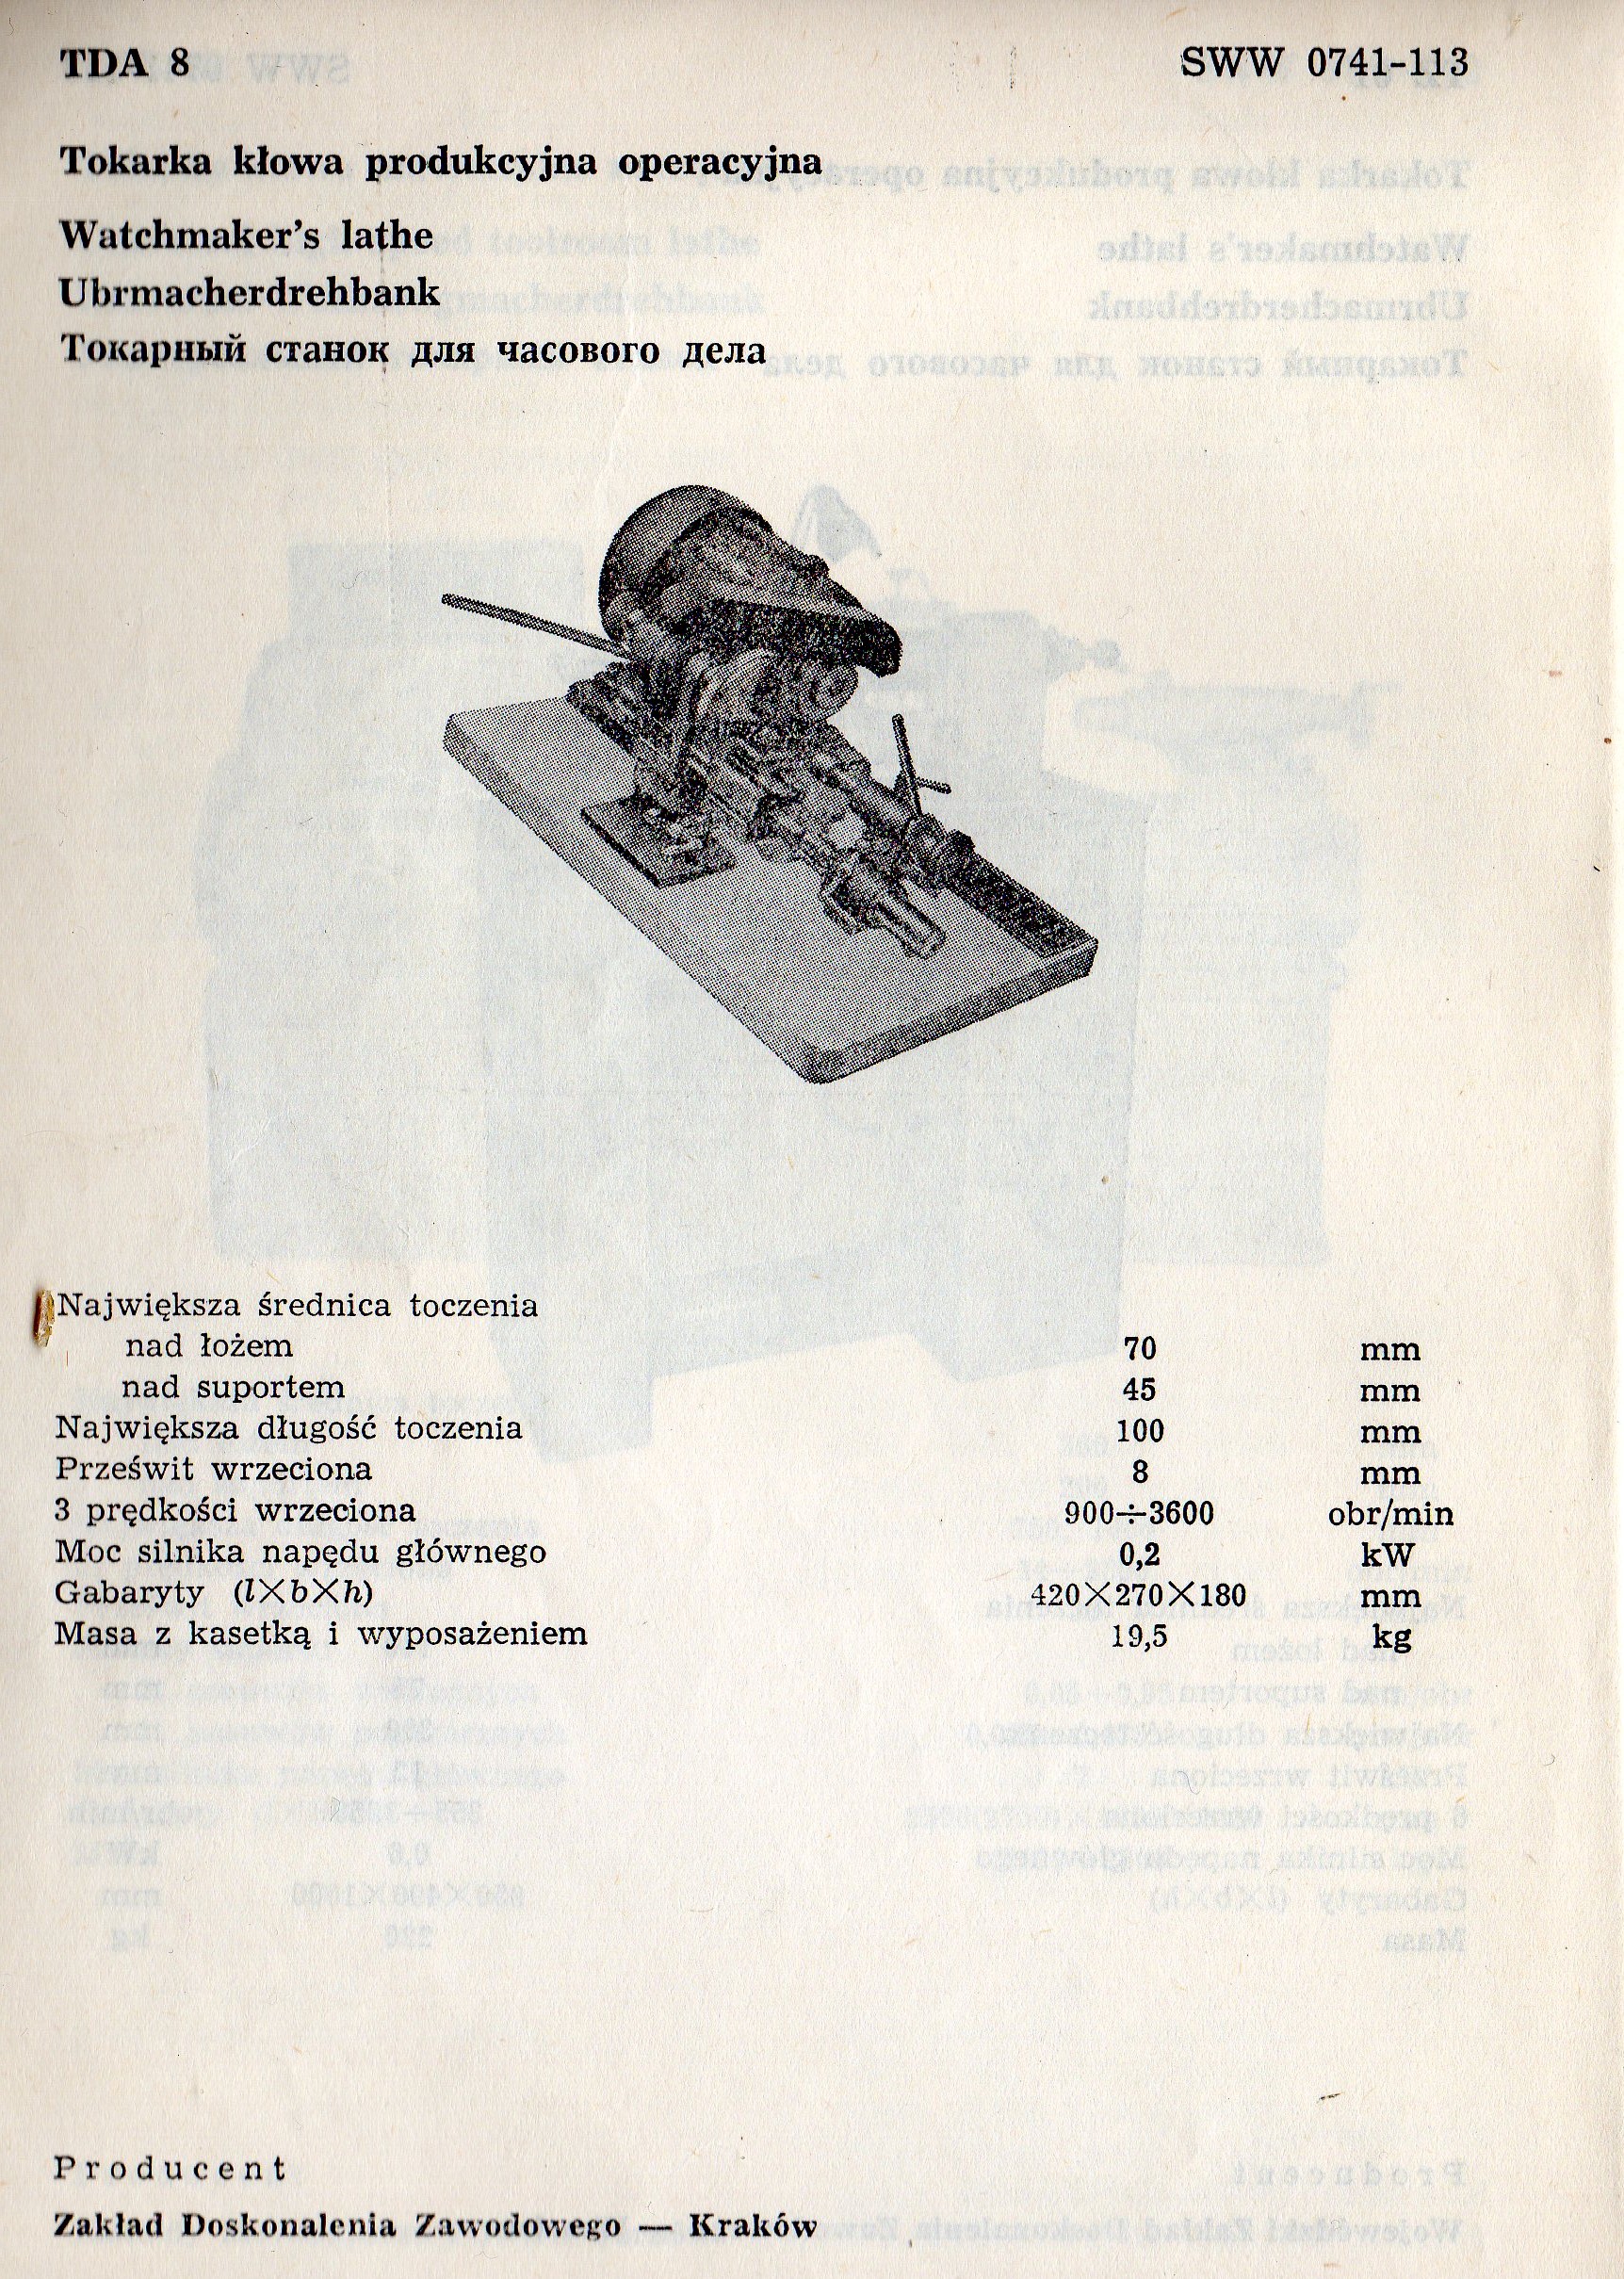 TDA 8
SWW 0741-113
Tokarka kłowa produkcyjna operacyjna
Watchmaker's lathe
Ubrmacherdrehbank
Токарный станок для часового дела
Największa średnica toczenia
nad łożem 70 mm
nad suportem 45 mm
Największa długość toczenia 100 mm
Prześwit wrzeciona 8 mm
3 prędkości wrzeciona 900÷3600 obr/min
Moc silnika napędu głównego 0,2 kW
Gabaryty (l×b×h) 420×270×180 mm
Masa z kasetką i wyposażeniem 19,5 kg
Producent
Zakład Doskonalenia Zawodowego — Kraków